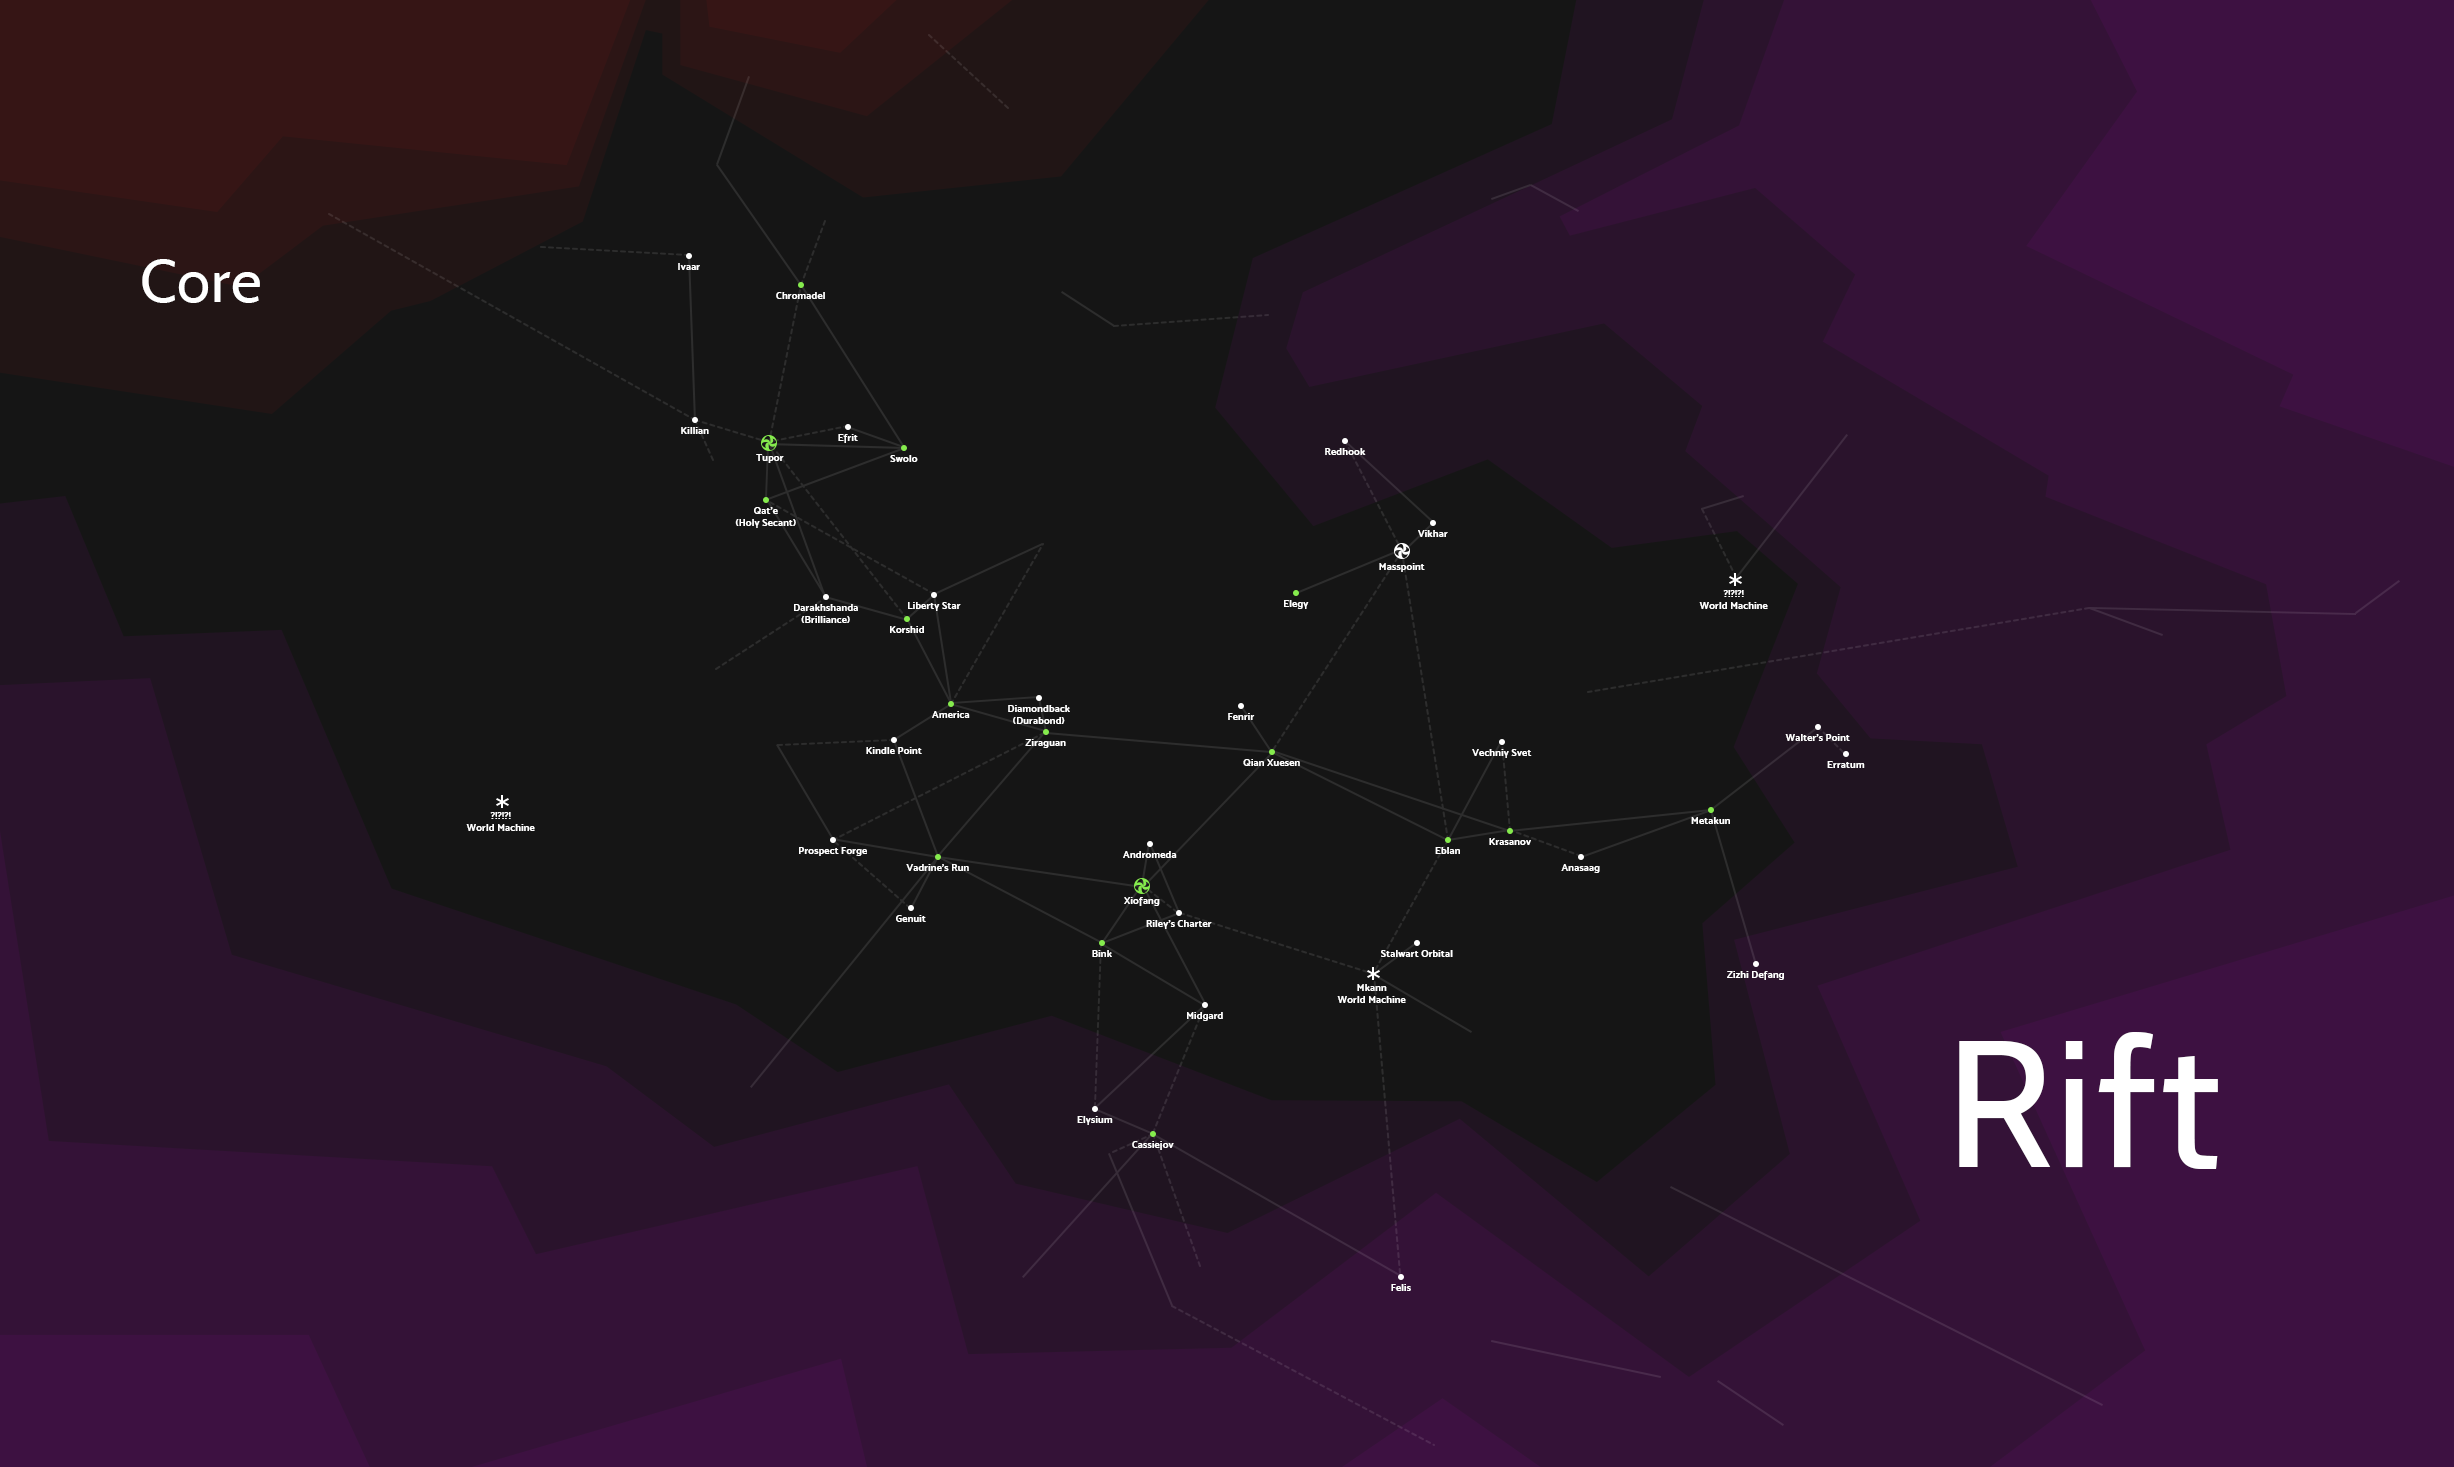 Core
Ivaar
Chromadel
Killian
Efrit
Tupor
Swolo
Qat'e
(Holy Secant)
Redhook
Vikhar
Masspoint
Elegy
?!?!?!
World Machine
Darakhshanda
(Brilliance)
Liberty Star
Korshid
America
Diamondback
(Durabond)
Ziraguan
Fenrir
Kindle Point
Qian Xuesen
Vechniy Svet
Walter's Point
Erratum
?!?!?!
World Machine
Prospect Forge
Vadrine's Run
Andromeda
Eblan
Krasanov
Metakun
Anasaag
Genuit
Xiofang
Riley's Charter
Bink
Stalwart Orbital
Mkann
World Machine
Zizhi Defang
Midgard
Rift
Elysium
Cassiejov
Felis